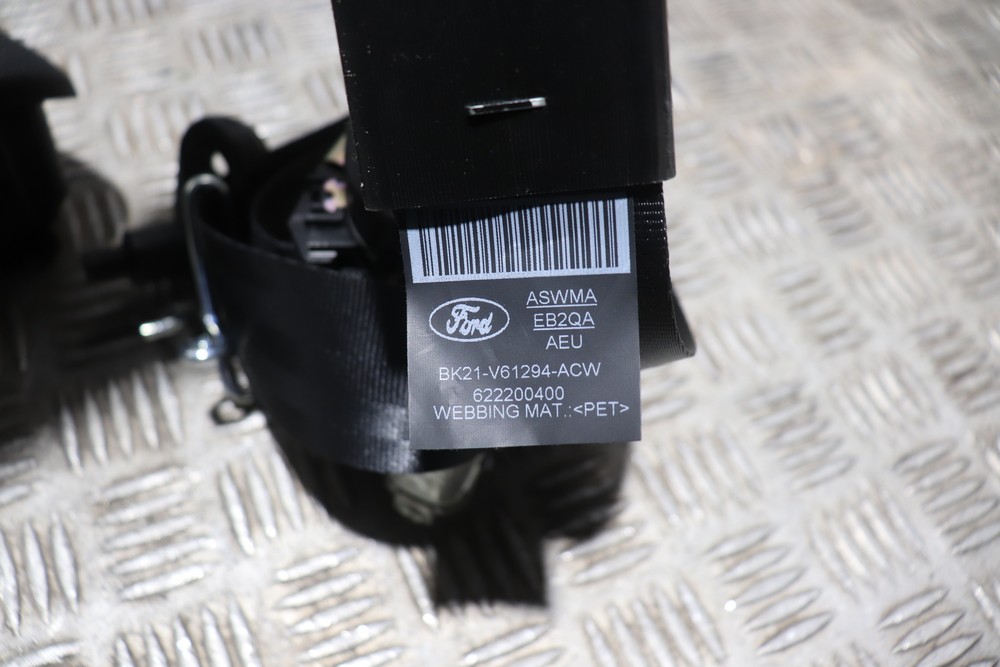 Ford
ASWMA
EB2QA
AEU
BK21-V61294-ACW
622200400
WEBBING MAT.:<PET>